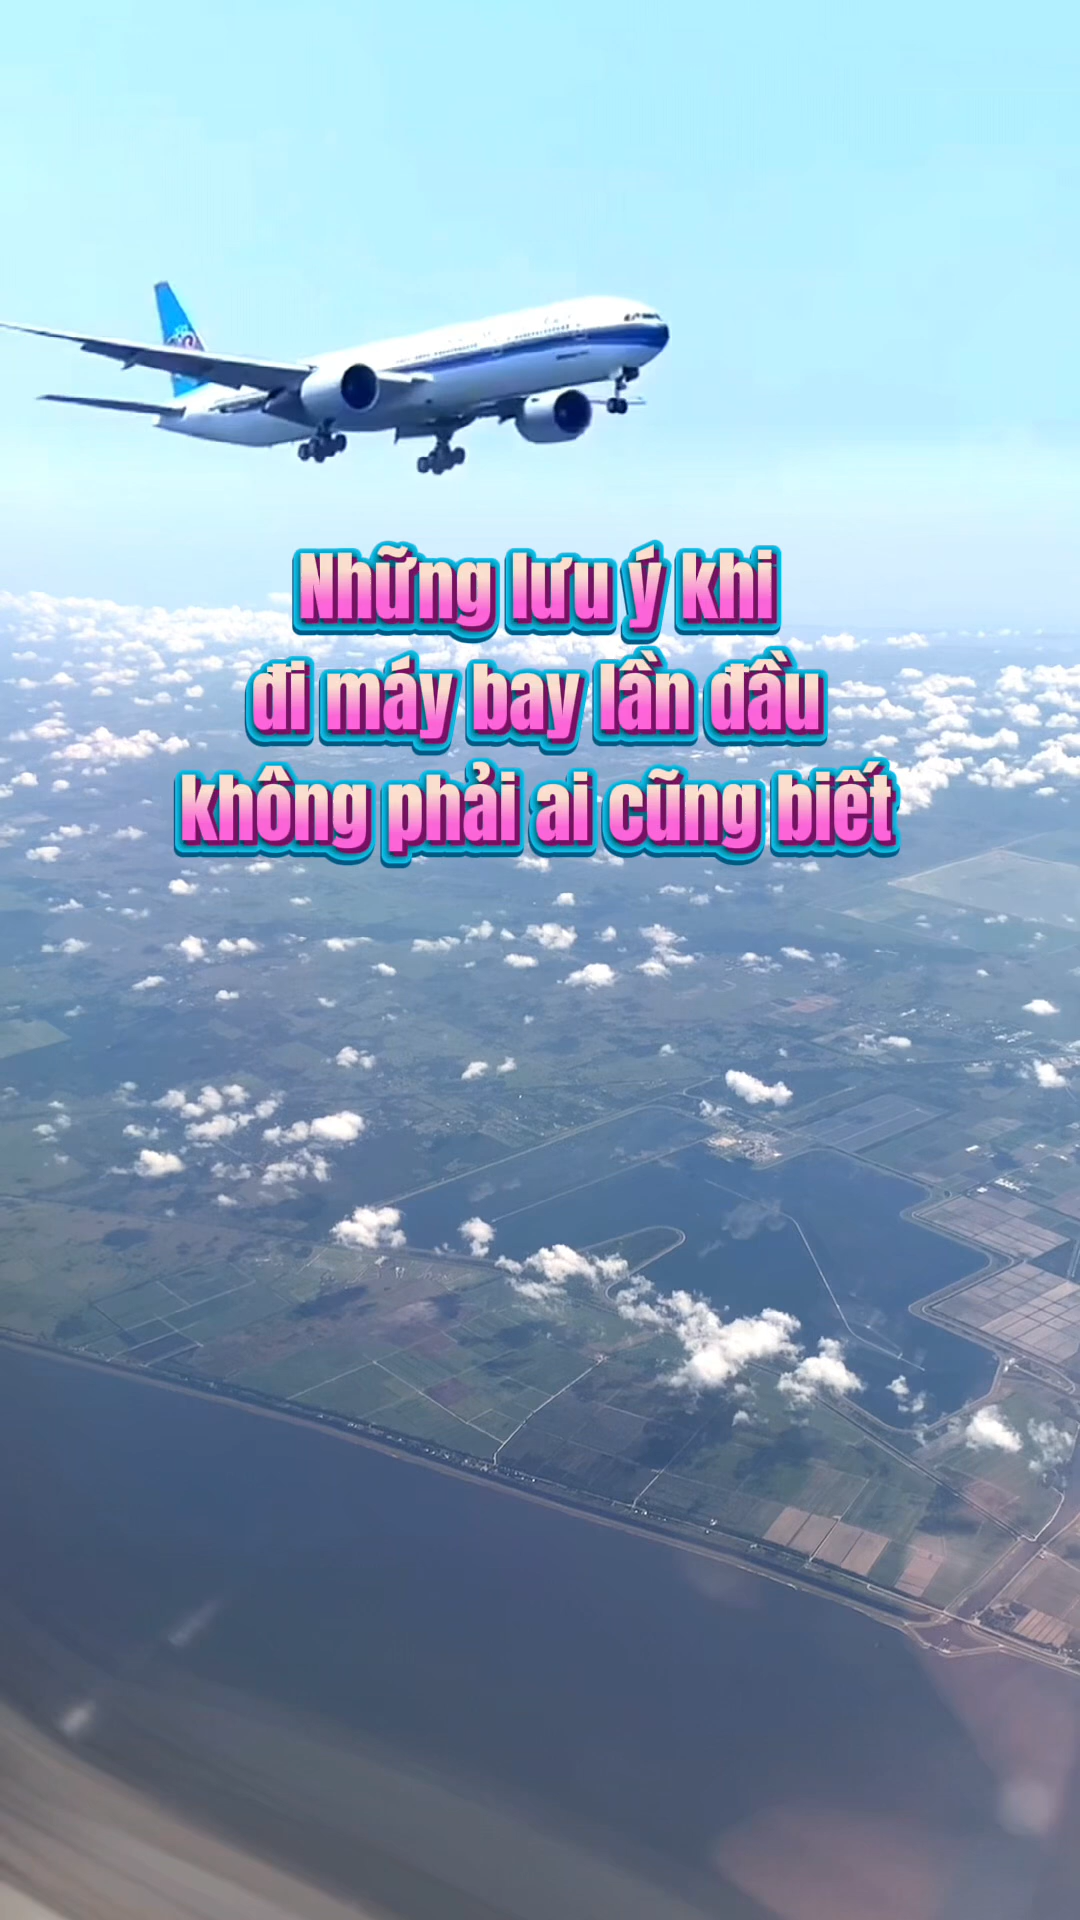 Những lưu ý khi
đi máy bay lần đầu
không phải ai cũng biết